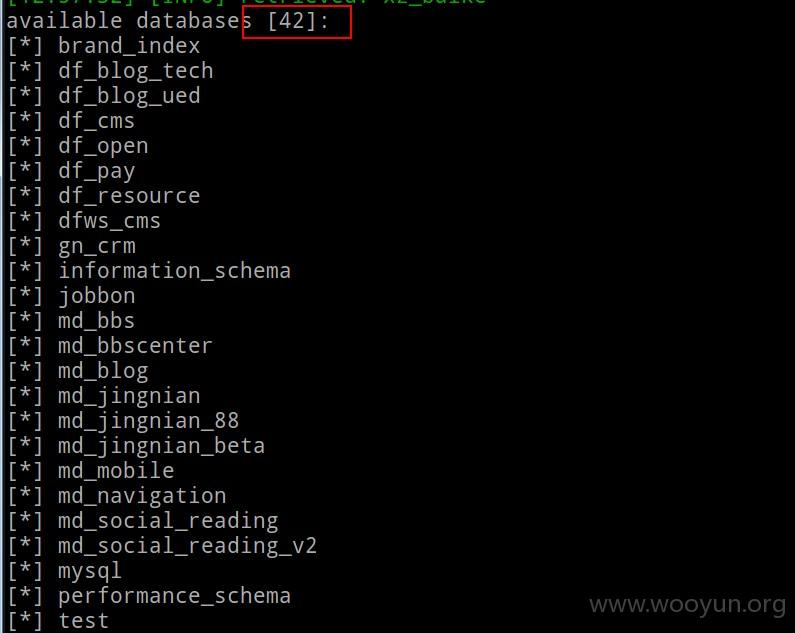 available databases [42]:
[*] brand_index
[*] df_blog_tech
[*] df_blog_ued
[*] df_cms
[*] df_open
[*] df_pay
[*] df_resource
[*] dfws_cms
[*] gn_crm
[*] information_schema
[*] jobbon
[*] md_bbs
[*] md_bbscenter
[*] md_blog
[*] md_jingnian
[*] md_jingnian_88
[*] md_jingnian_beta
[*] md_mobile
[*] md_navigation
[*] md_social_reading
[*] md_social_reading_v2
[*] mysql
[*] performance_schema
[*] test
www.wooyun.org